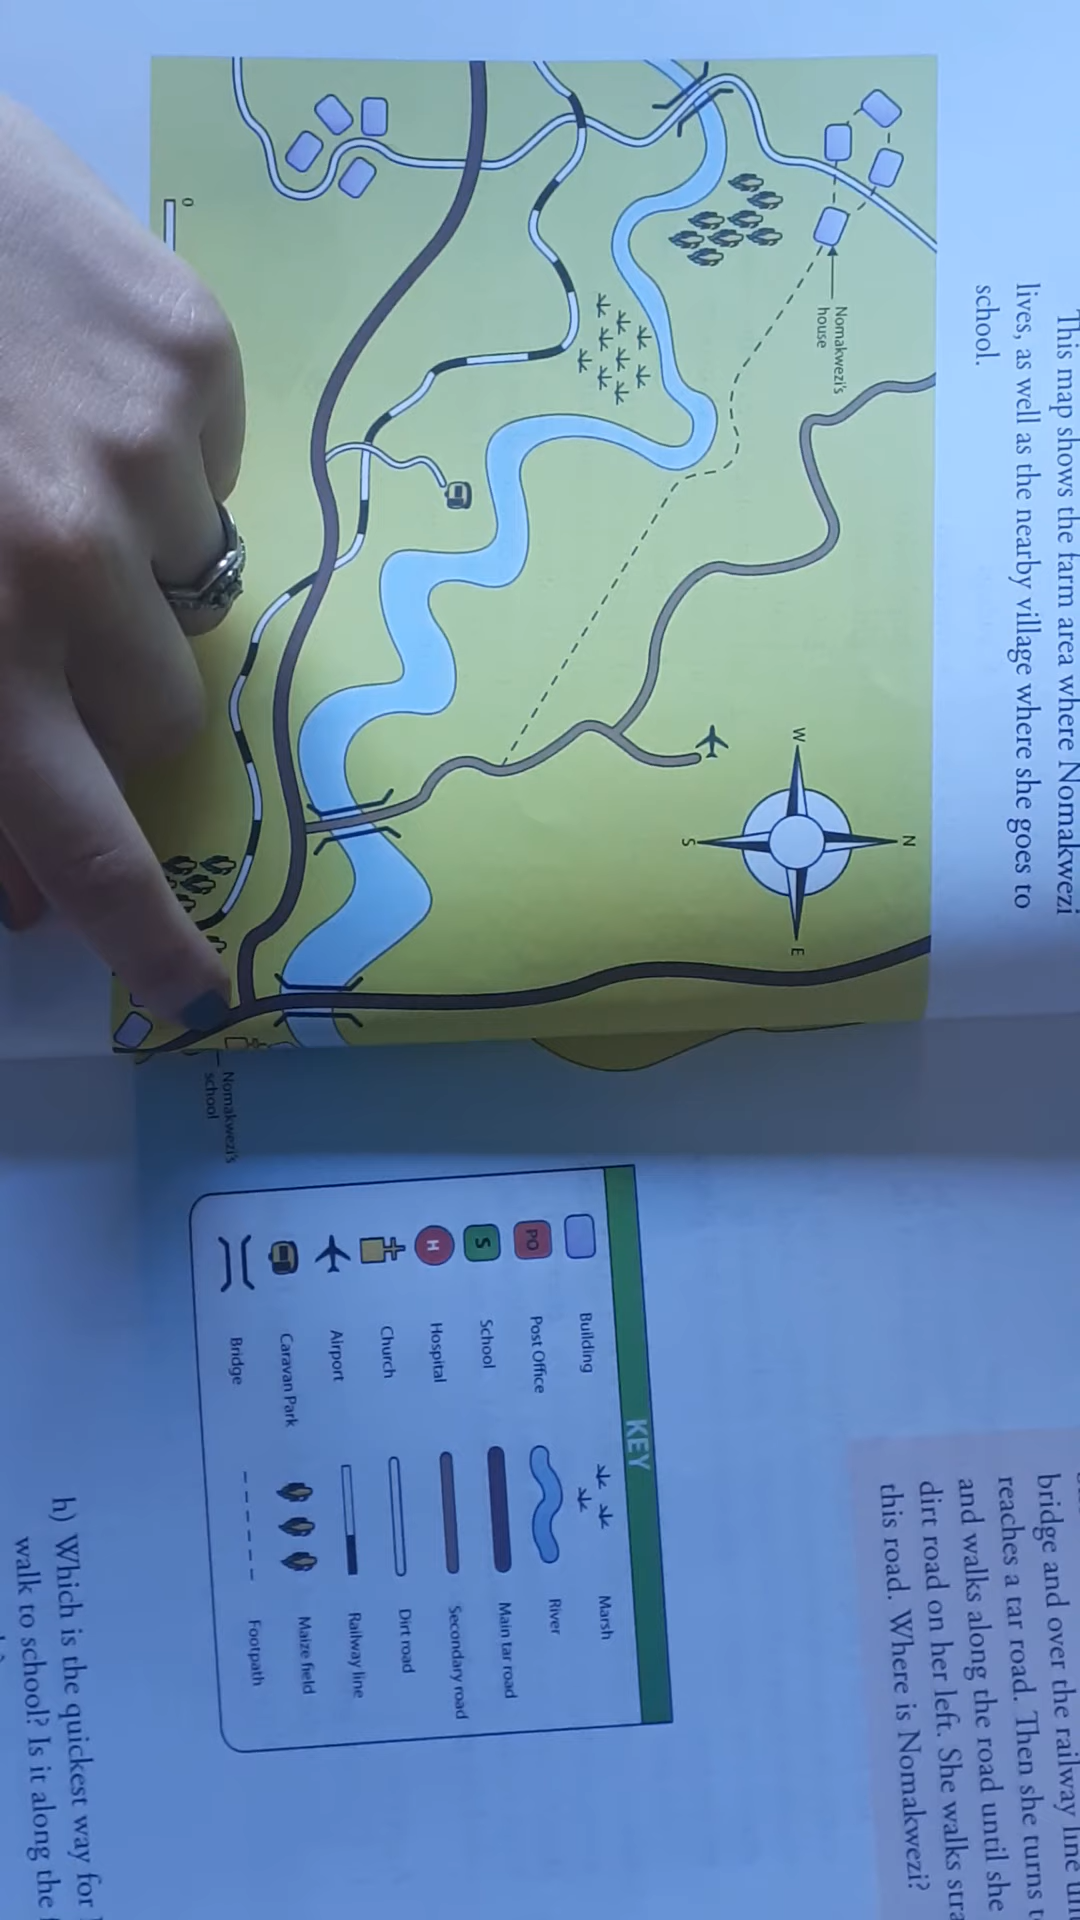 This map shows the farm area where Nomakwezi
lives, as well as the nearby village where she goes to
school.
Nomakwezi's
house
N
W
E
S
0
Nomakwezi's
school
KEY
Building
PO
Post Office
S
School
H
Hospital
Church
Airport
Caravan Park
Bridge
Marsh
River
Main tar road
Secondary road
Dirt road
Railway line
Maize field
Footpath
bridge and over the railway line
reaches a tar road. Then she turns
and walks along the road until she
dirt road on her left. She walks
this road. Where is Nomakwezi?
h) Which is the quickest way for
walk to school? Is it along the